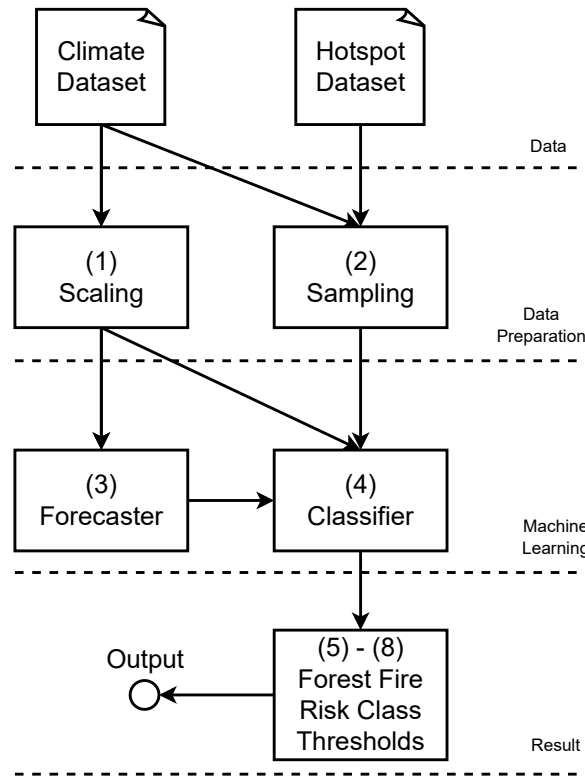 Climate
Dataset
Hotspot
Dataset
Data
(1)
Scaling
(2)
Sampling
Data
Preparation
(3)
Forecaster
(4)
Classifier
Machine
Learning
(5) - (8)
Forest Fire
Risk Class
Thresholds
Output
Result